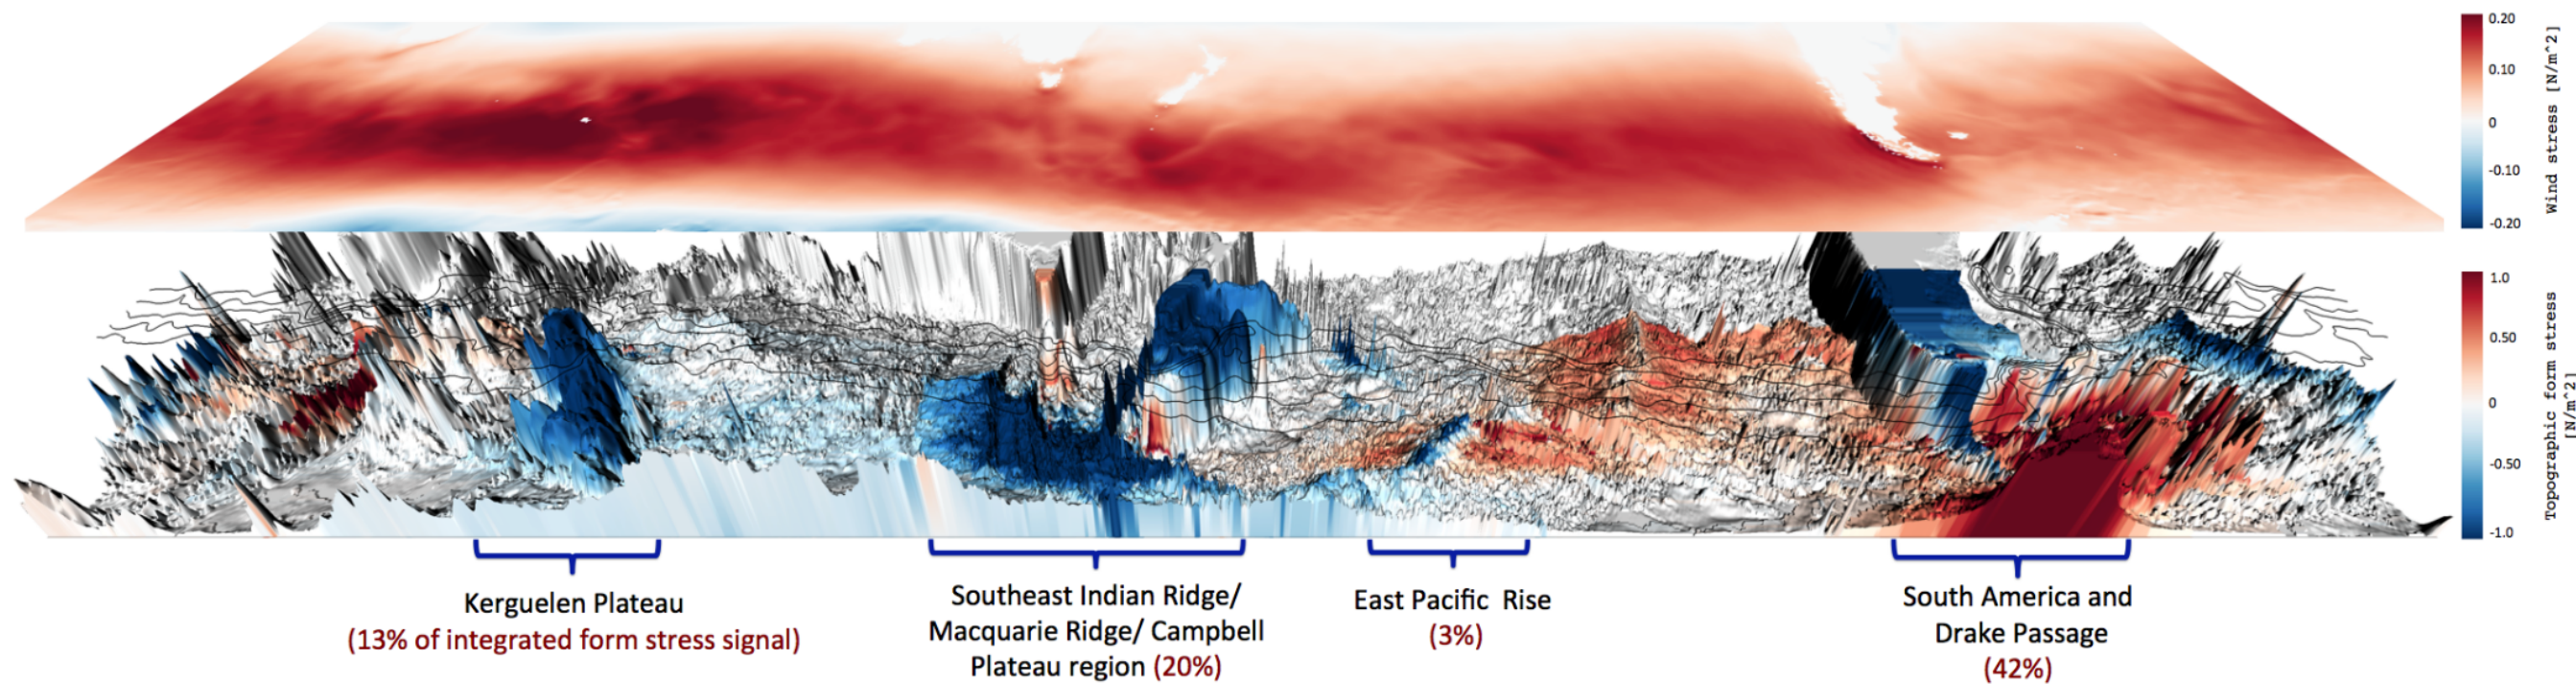 0.20
0.10
0
-0.10
-0.20
Wind stress [N/m^2]
1.0
0.50
0
-0.50
-1.0
Topographic form stress
[N/m^2]
Kerguelen Plateau
(13% of integrated form stress signal)
Southeast Indian Ridge/
Macquarie Ridge/ Campbell
Plateau region (20%)
East Pacific Rise
(3%)
South America and
Drake Passage
(42%)